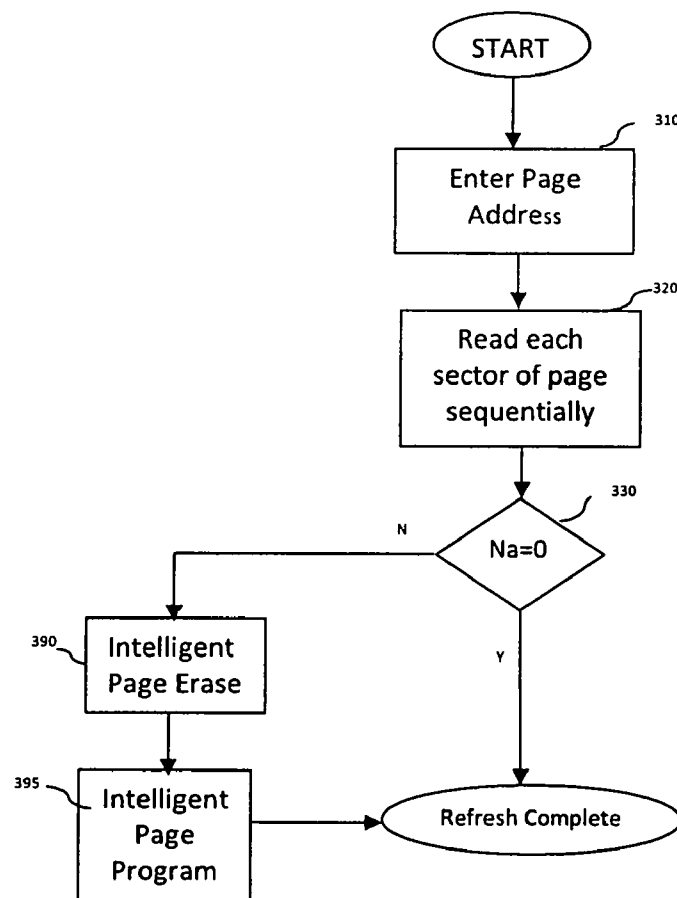 START
310
Enter Page
Address
320
Read each
sector of page
sequentially
330
Na=0
N
Y
390
Intelligent
Page Erase
395
Intelligent
Page
Program
Refresh Complete